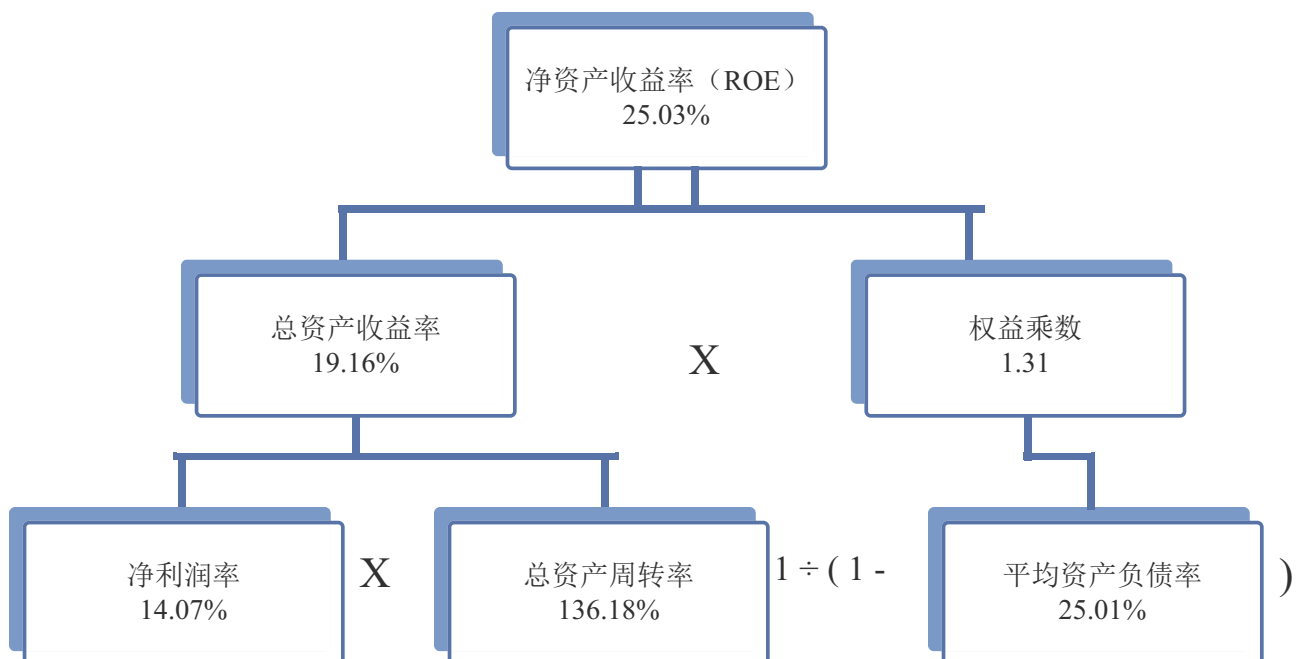 净资产收益率（ROE）
25.03%
总资产收益率
19.16%
X
权益乘数
1.31
净利润率
14.07%
X
总资产周转率
136.18%
1 ÷ ( 1 -
平均资产负债率
25.01%
)